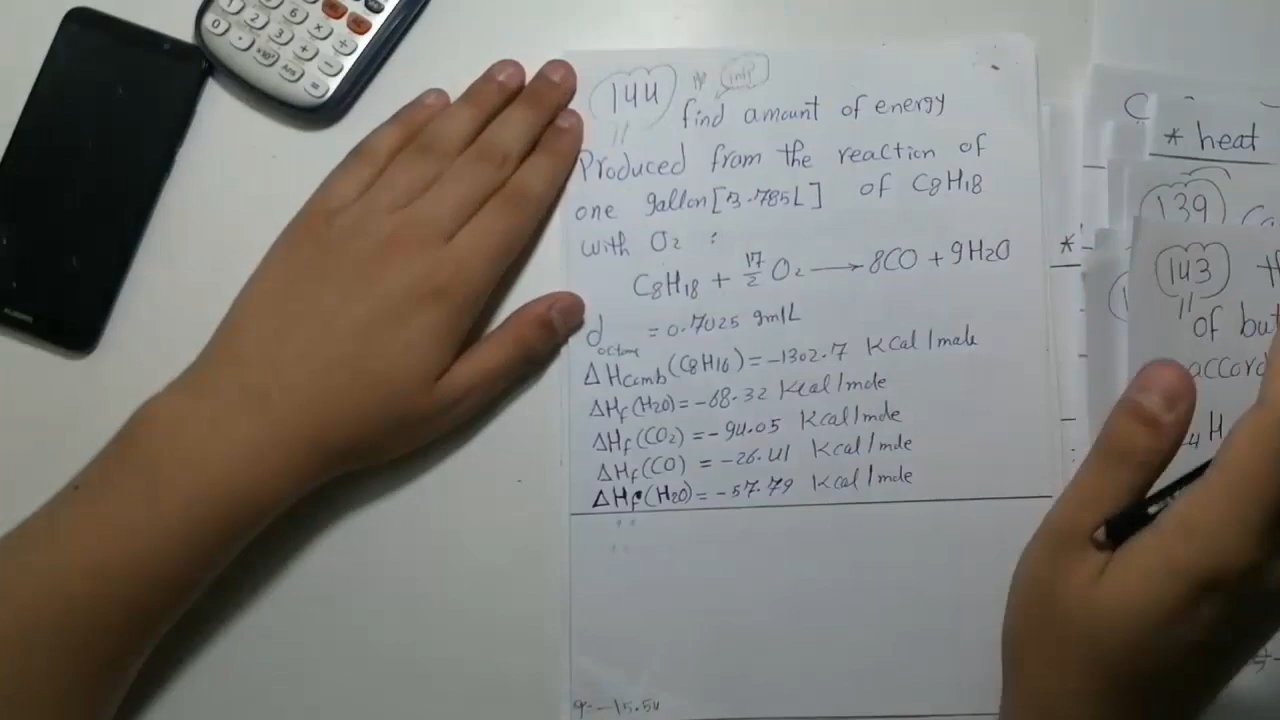 144
imp
find amount of energy
Produced from the reaction of
one gallon [3.785L] of C8H18
with O2 :
C8H18 + 17/2 O2 → 8CO + 9H2O
d octane = 0.7025 gm/L
ΔHcomb(C8H18) = -1302.7 Kcal/mole
ΔHf(H2O) = -68.32 Kcal/mole
ΔHf(CO2) = -94.05 Kcal/mole
ΔHf(CO) = -26.41 Kcal/mole
ΔHf(H2O) = -57.79 Kcal/mole
* heat
139
*
143
of but
accord
HUAWEI